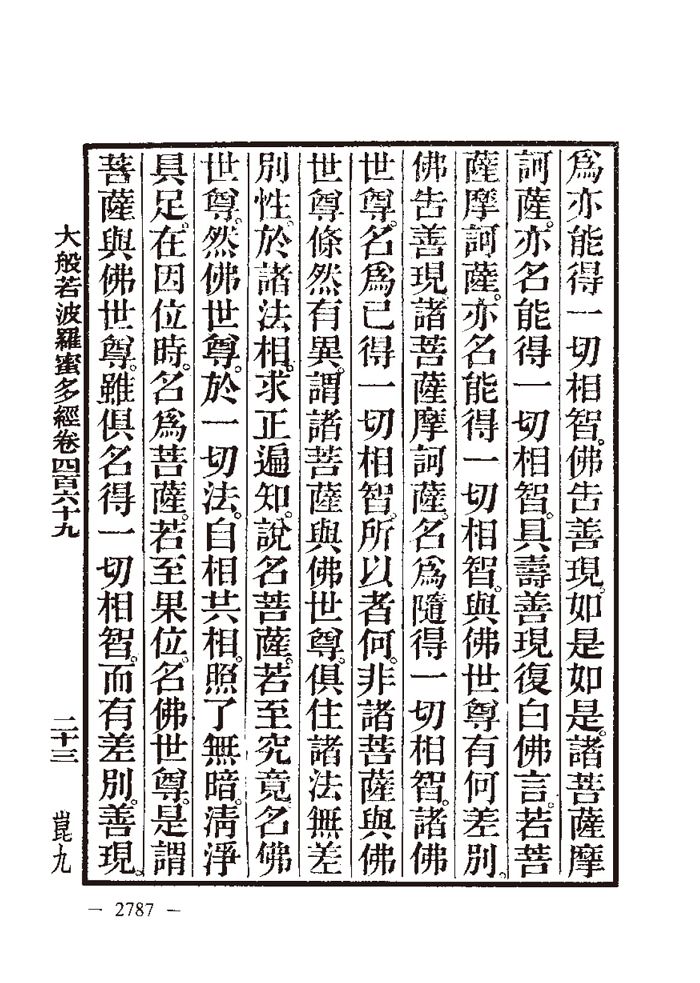 爲亦能得一切相智。佛告善現。如是如是。諸菩薩摩
訶薩。亦名能得一切相智。具壽善現復白佛言。若菩
薩摩訶薩。亦名能得一切相智。與佛世尊有何差別。
佛告善現。諸菩薩摩訶薩。名爲隨得一切相智。諸佛
世尊。名爲已得一切相智。所以者何。非諸菩薩與佛
世尊條然有異。謂諸菩薩與佛世尊。俱住諸法無差
別性。於諸法相。求正遍知。說名菩薩。若至究竟。名佛
世尊。然佛世尊。於一切法。自相共相。照了無暗。淸淨
具足。在因位時。名爲菩薩。若至果位。名佛世尊。是謂
菩薩與佛世尊。雖俱名得一切相智。而有差別。善現。
大般若波羅蜜多經卷四百六十九
二十三
崑九
— 2787 —